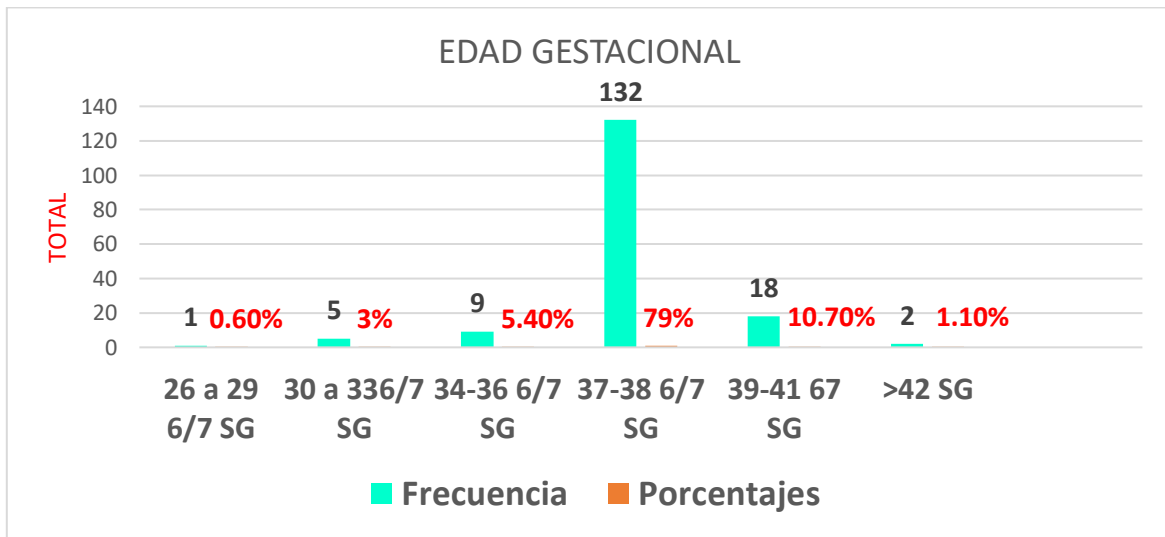 EDAD GESTACIONAL
132
140
120
100
80
60
40
20
0
TOTAL
1 0.60% 5 3% 9 5.40% 79% 18 10.70% 2 1.10%
26 a 29 30 a 336/7 34-36 6/7 37-38 6/7 39-41 67 >42 SG
6/7 SG SG SG SG SG
Frecuencia Porcentajes